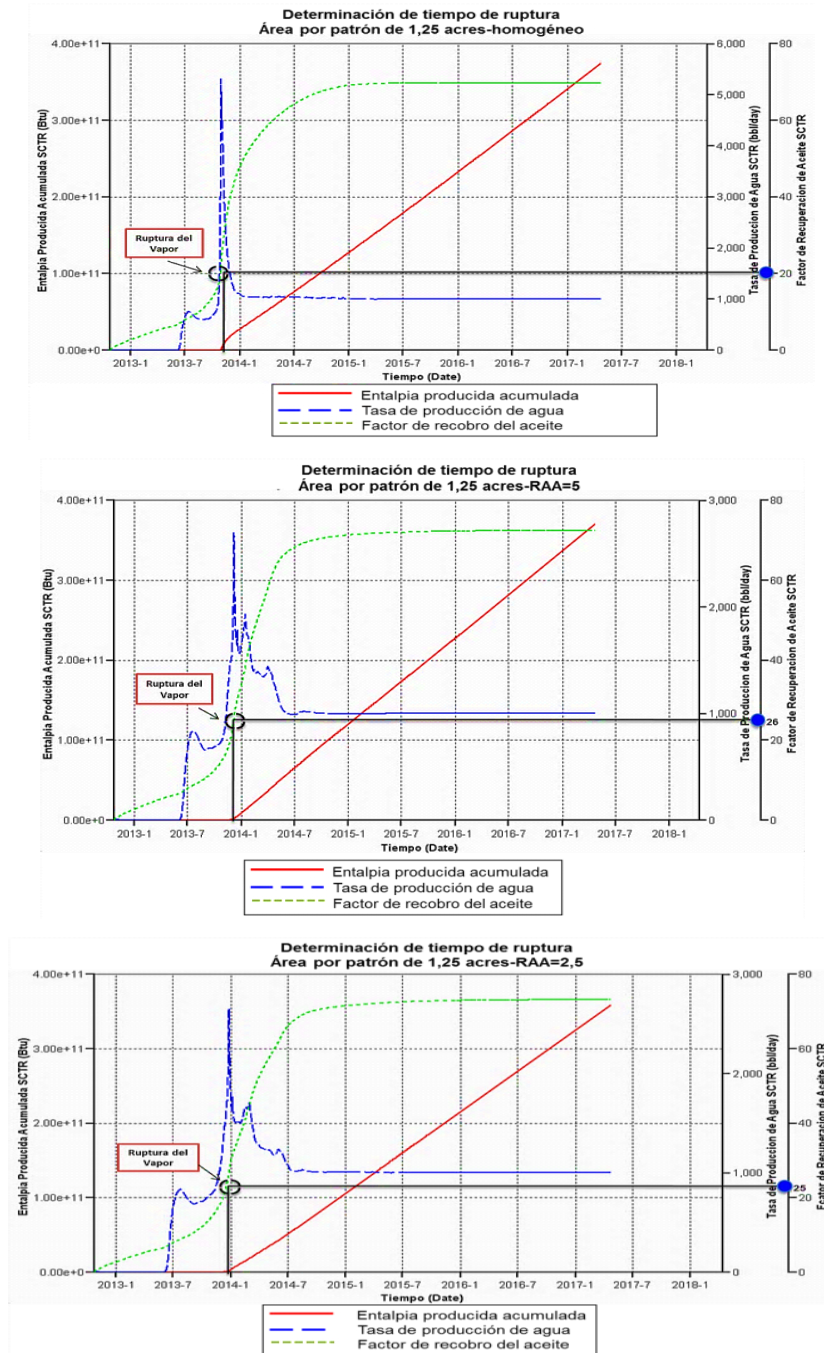 Determinación de tiempo de ruptura
Área por patrón de 1,25 acres-homogéneo
4.00e+11
3.00e+11
2.00e+11
1.00e+11
0.00e+0
Entalpia Producida Acumulada SCTR (Btu)
Ruptura del
Vapor
6,000
5,000
4,000
3,000
2,000
1,000
0
Tasa de Produccion de Agua SCTR (bbl/day)
80
60
40
20
0
Factor de Recuperacion de Aceite SCTR
2013-1 2013-7 2014-1 2014-7 2015-1 2015-7 2016-1 2016-7 2017-1 2017-7 2018-1
Tiempo (Date)
Entalpia producida acumulada
Tasa de producción de agua
Factor de recobro del aceite
Determinación de tiempo de ruptura
Área por patrón de 1,25 acres-RAA=5
4.00e+11
3.00e+11
2.00e+11
1.00e+11
0.00e+0
Entalpia Producida Acumulada SCTR (Btu)
Ruptura del
Vapor
3,000
2,000
1,000
0
Tasa de Produccion de Agua SCTR (bbl/day)
80
60
40
26
20
0
Fcator de Recuperacion de Aceite SCTR
2013-1 2013-7 2014-1 2014-7 2015-1 2015-7 2016-1 2016-7 2017-1 2017-7 2018-1
Tiempo (Date)
Entalpia producida acumulada
Tasa de producción de agua
Factor de recobro del aceite
Determinación de tiempo de ruptura
Área por patrón de 1,25 acres-RAA=2,5
4.00e+11
3.00e+11
2.00e+11
1.00e+11
0.00e+0
Entalpia Producida Acumulada SCTR (Btu)
Ruptura del
Vapor
3,000
2,000
1,000
0
Tasa de Produccion de Agua SCTR (bbl/day)
80
60
40
25
20
0
Fcator de Recuperacion de Aceite SCTR
2013-1 2013-7 2014-1 2014-7 2015-1 2015-7 2016-1 2016-7 2017-1 2017-7 2018-1
Tiempo (Date)
Entalpia producida acumulada
Tasa de producción de agua
Factor de recobro del aceite